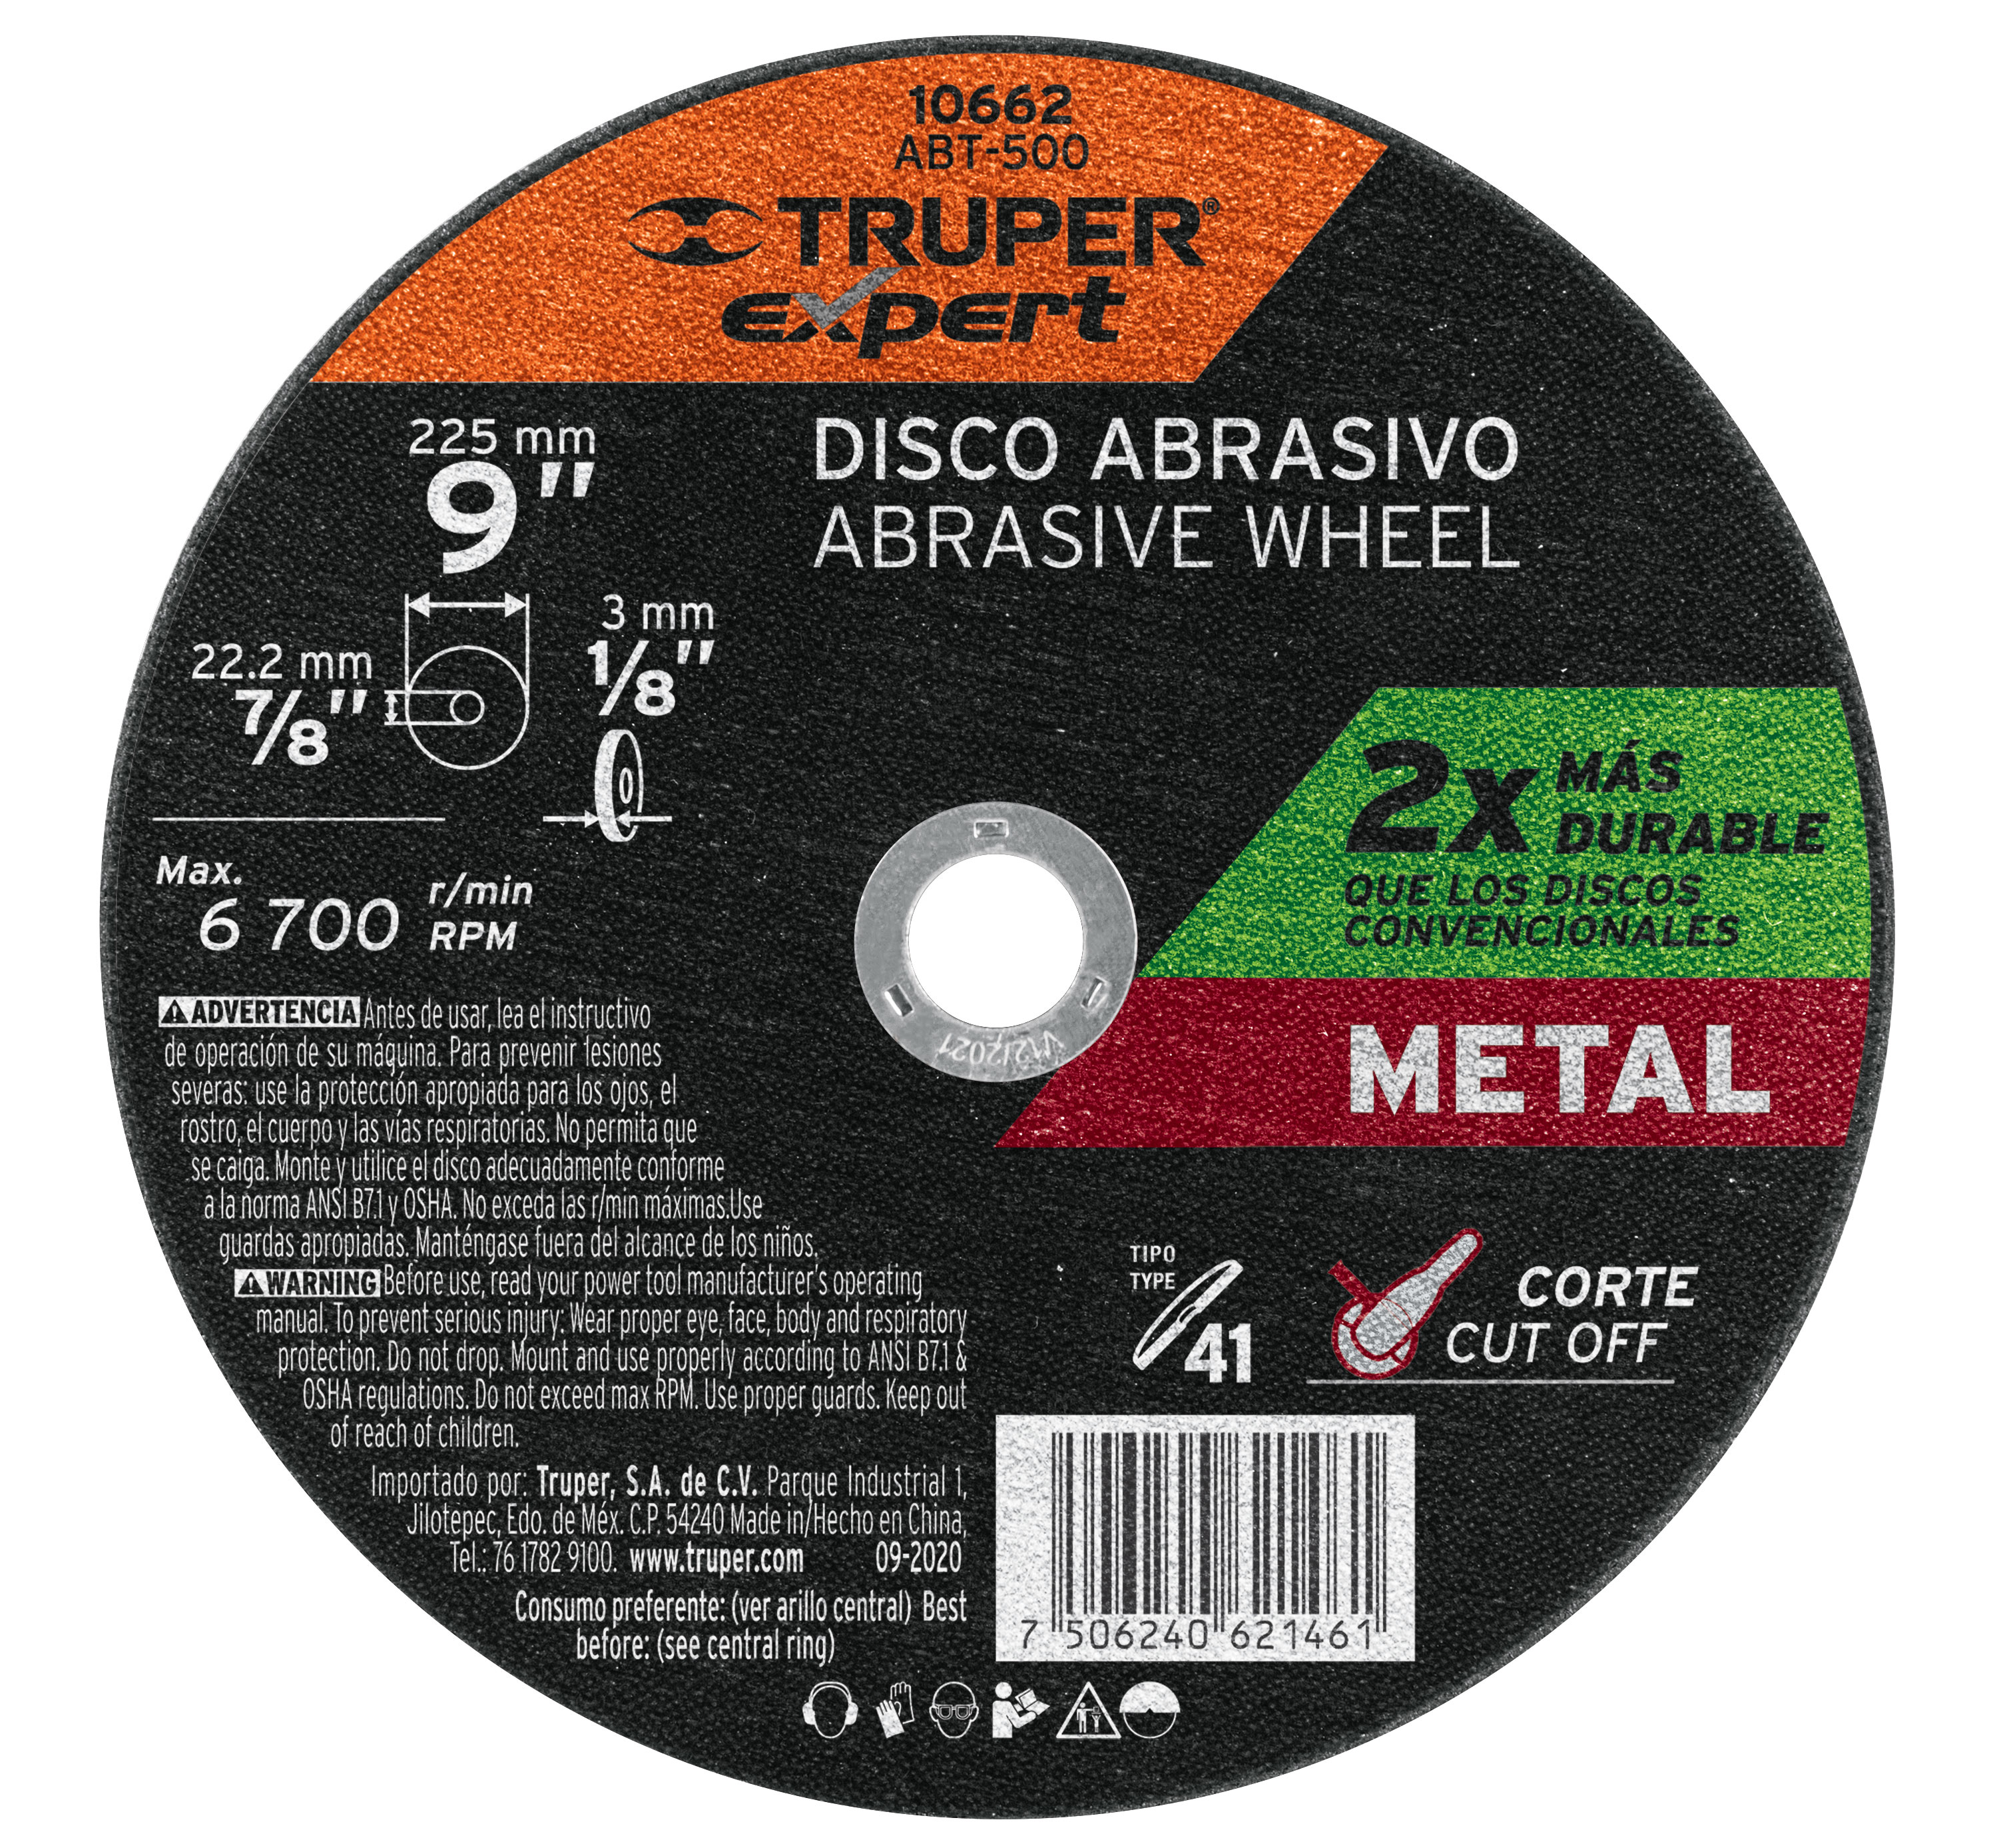 10662
ABT-500
TRUPER®
expert
225 mm
9"
DISCO ABRASIVO
ABRASIVE WHEEL
3 mm
1/8"
22.2 mm
7/8"
2x MÁS
DURABLE
QUE LOS DISCOS
CONVENCIONALES
Max.
6 700 r/min
RPM
METAL
V12/2021
ADVERTENCIA Antes de usar, lea el instructivo
de operación de su máquina. Para prevenir lesiones
severas: use la protección apropiada para los ojos, el
rostro, el cuerpo y las vías respiratorias. No permita que
se caiga. Monte y utilice el disco adecuadamente conforme
a la norma ANSI B7.1 y OSHA. No exceda las r/min máximas.Use
guardas apropiadas. Manténgase fuera del alcance de los niños.
WARNING Before use, read your power tool manufacturer's operating
manual. To prevent serious injury: Wear proper eye, face, body and respiratory
protection. Do not drop. Mount and use properly according to ANSI B7.1 &
OSHA regulations. Do not exceed max RPM. Use proper guards. Keep out
of reach of children.
TIPO
TYPE
41
CORTE
CUT OFF
Importado por: Truper, S.A. de C.V. Parque Industrial 1,
Jilotepec, Edo. de Méx. C.P. 54240 Made in/Hecho en China,
Tel.: 76 1782 9100. www.truper.com 09-2020
Consumo preferente: (ver arillo central) Best
before: (see central ring)
7 506240 621461